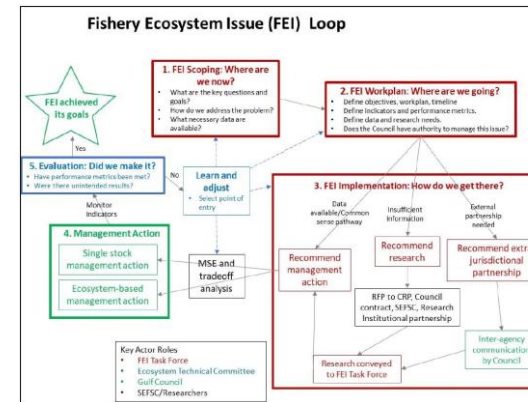 Fishery Ecosystem Issue (FEI) Loop
FEI achieved
its goals
Yes
1. FEI Scoping: Where are
we now?
• What are the key questions and
goals?
• How do we address the problem?
• What necessary data are
available?
2. FEI Workplan: Where are we going?
• Define objectives, workplan, timeline
• Define indicators and performance metrics.
• Define data and research needs.
• Does the Council have authority to manage this issue?
5. Evaluation: Did we make it?
• Have performance metrics been met?
• Were there unintended results?
No
Learn and
adjust
• Select point of
entry
Monitor
Indicators
4. Management Action
Single stock
management action
Ecosystem-based
management action
MSE and
tradeoff
analysis
3. FEI Implementation: How do we get there?
Data
available/Common
sense pathway
Insufficient
Information
External
partnership
needed
Recommend
management
action
Recommend
research
Recommend extra
jurisdictional
partnership
RFP to CRP, Council
contract, SEFSC, Research
Institutional partnership
Research conveyed
to FEI Task Force
Inter-agency
communication
by Council
Key Actor Roles
• FEI Task Force
• Ecosystem Technical Committee
• Gulf Council
• SEFSC/Researchers